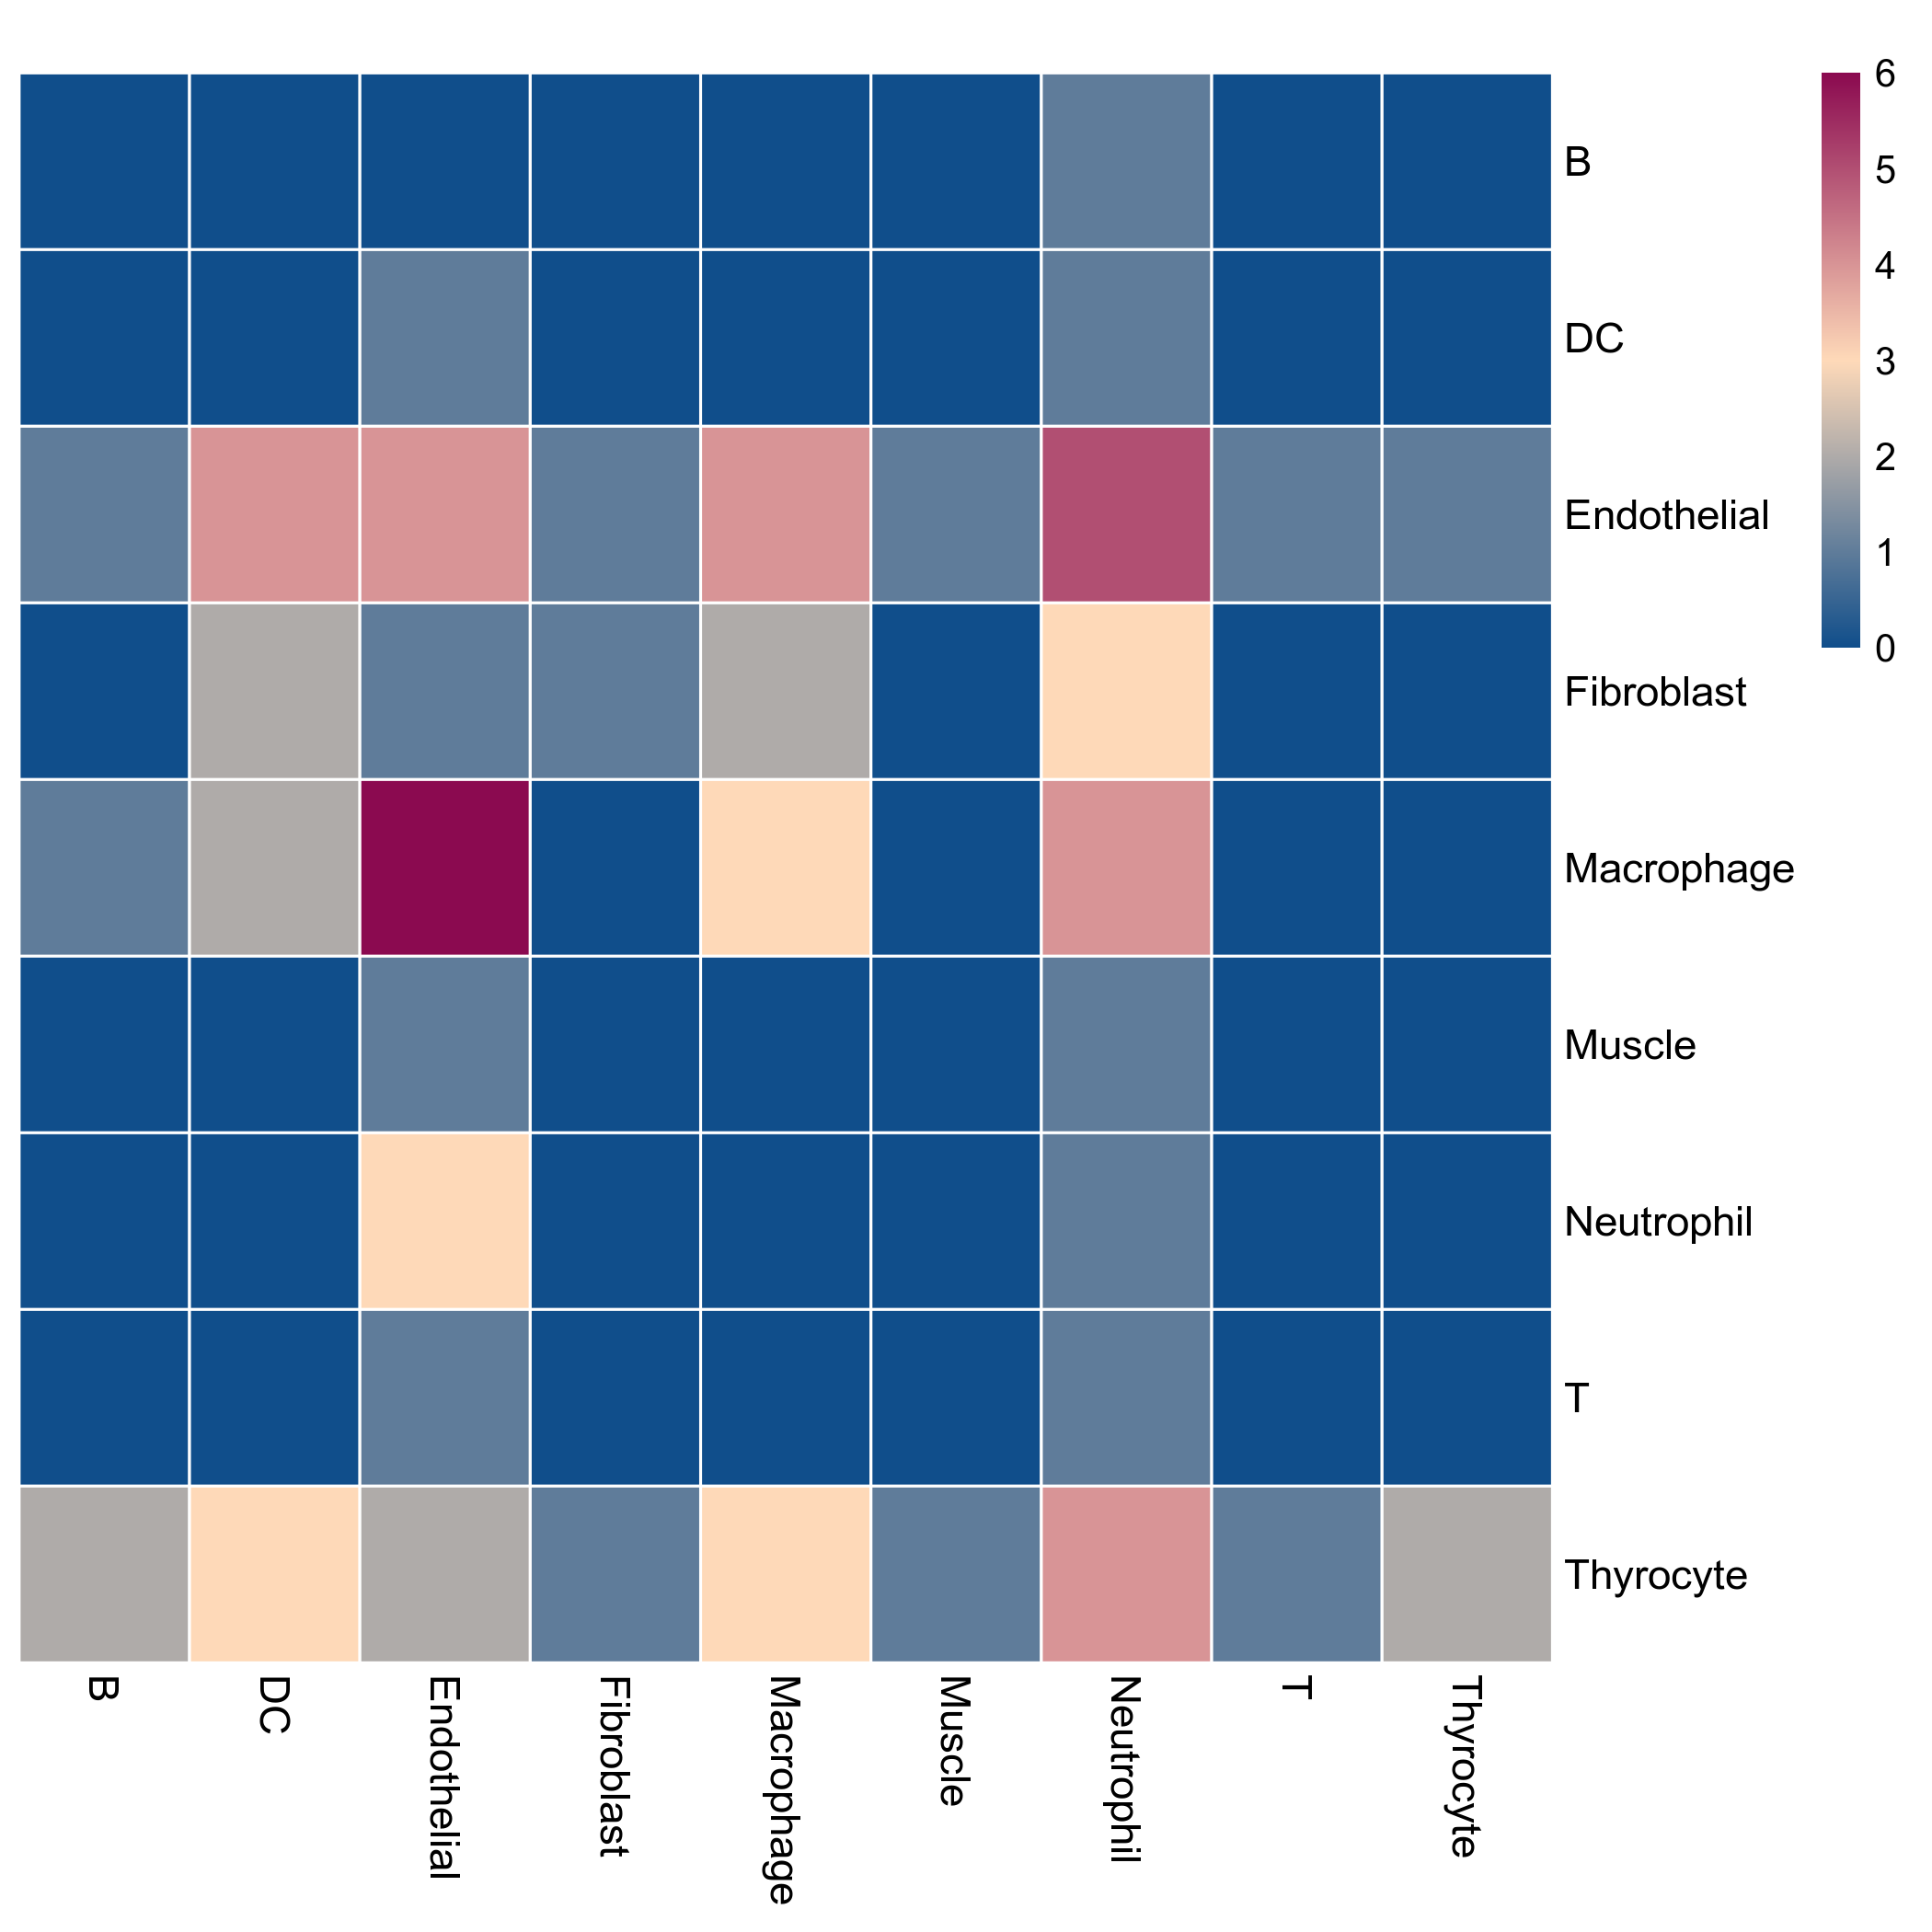 6
5
4
3
2
1
0
B
DC
Endothelial
Fibroblast
Macrophage
Muscle
Neutrophil
T
Thyrocyte
B
DC
Endothelial
Fibroblast
Macrophage
Muscle
Neutrophil
T
Thyrocyte